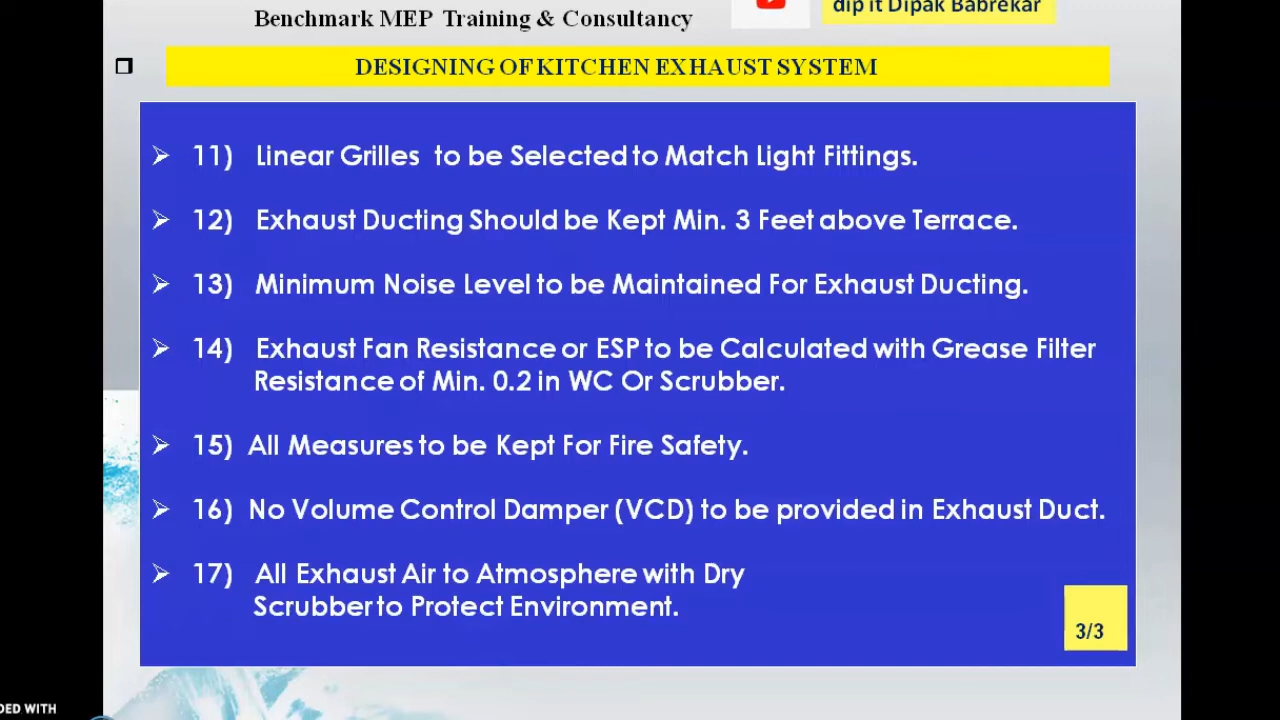 Benchmark MEP Training & Consultancy
dip it Dipak Babrekar
DESIGNING OF KITCHEN EXHAUST SYSTEM
11) Linear Grilles to be Selected to Match Light Fittings.
12) Exhaust Ducting Should be Kept Min. 3 Feet above Terrace.
13) Minimum Noise Level to be Maintained For Exhaust Ducting.
14) Exhaust Fan Resistance or ESP to be Calculated with Grease Filter
Resistance of Min. 0.2 in WC Or Scrubber.
15) All Measures to be Kept For Fire Safety.
16) No Volume Control Damper (VCD) to be provided in Exhaust Duct.
17) All Exhaust Air to Atmosphere with Dry
Scrubber to Protect Environment.
3/3
DED WITH